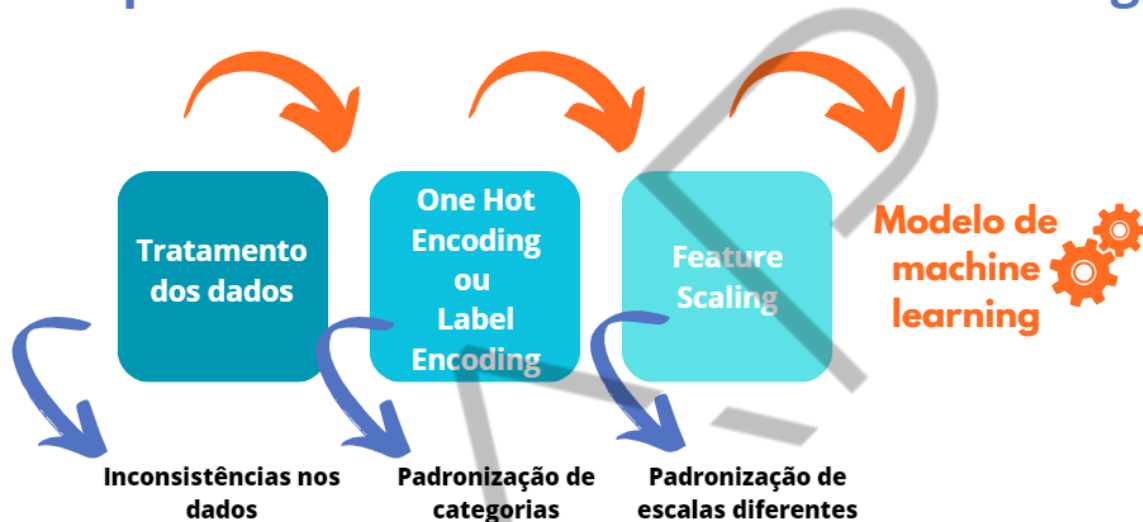 Tratamento
dos dados
One Hot
Encoding
ou
Label
Encoding
Feature
Scaling
Modelo de
machine
learning
Inconsistências nos
dados
Padronização de
categorias
Padronização de
escalas diferentes